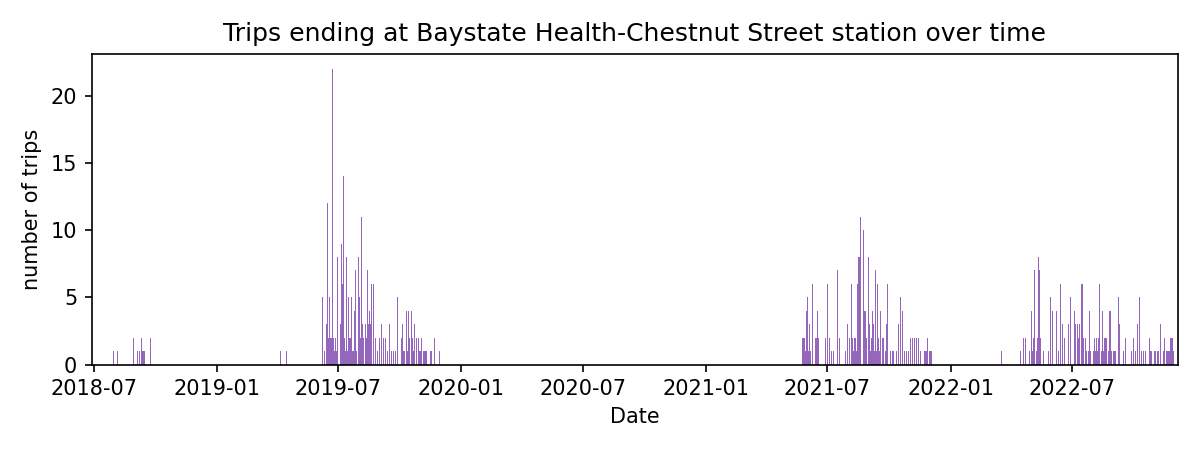 Trips ending at Baystate Health-Chestnut Street station over time
number of trips
20
15
10
5
0
2018-07 2019-01 2019-07 2020-01 2020-07 2021-01 2021-07 2022-01 2022-07
Date